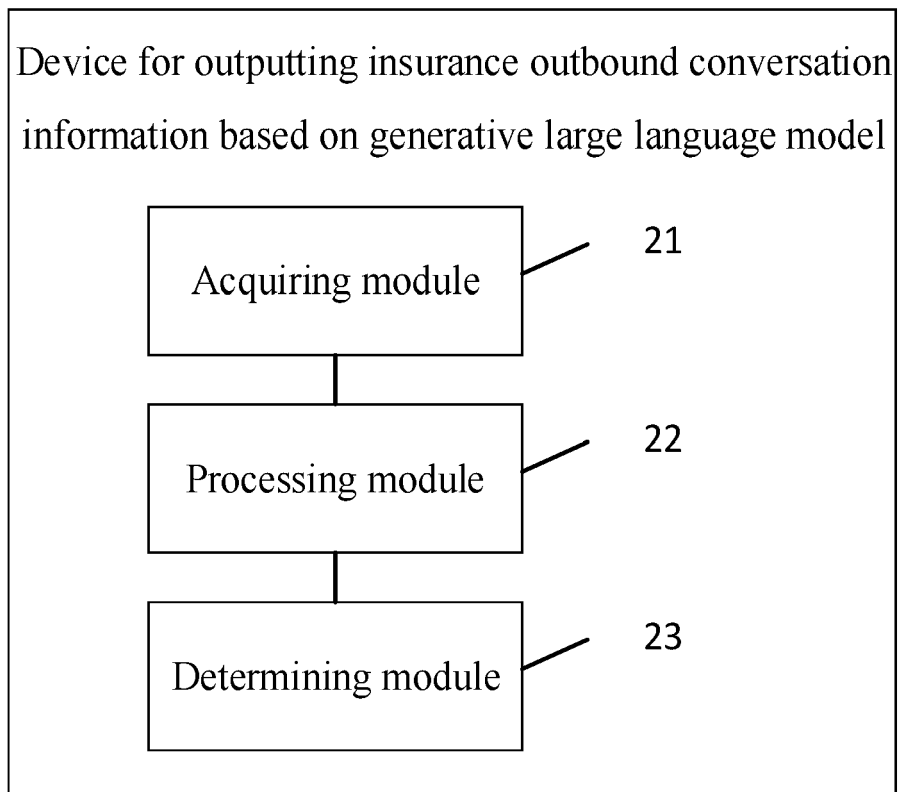 Device for outputting insurance outbound conversation
information based on generative large language model
Acquiring module
21
Processing module
22
Determining module
23